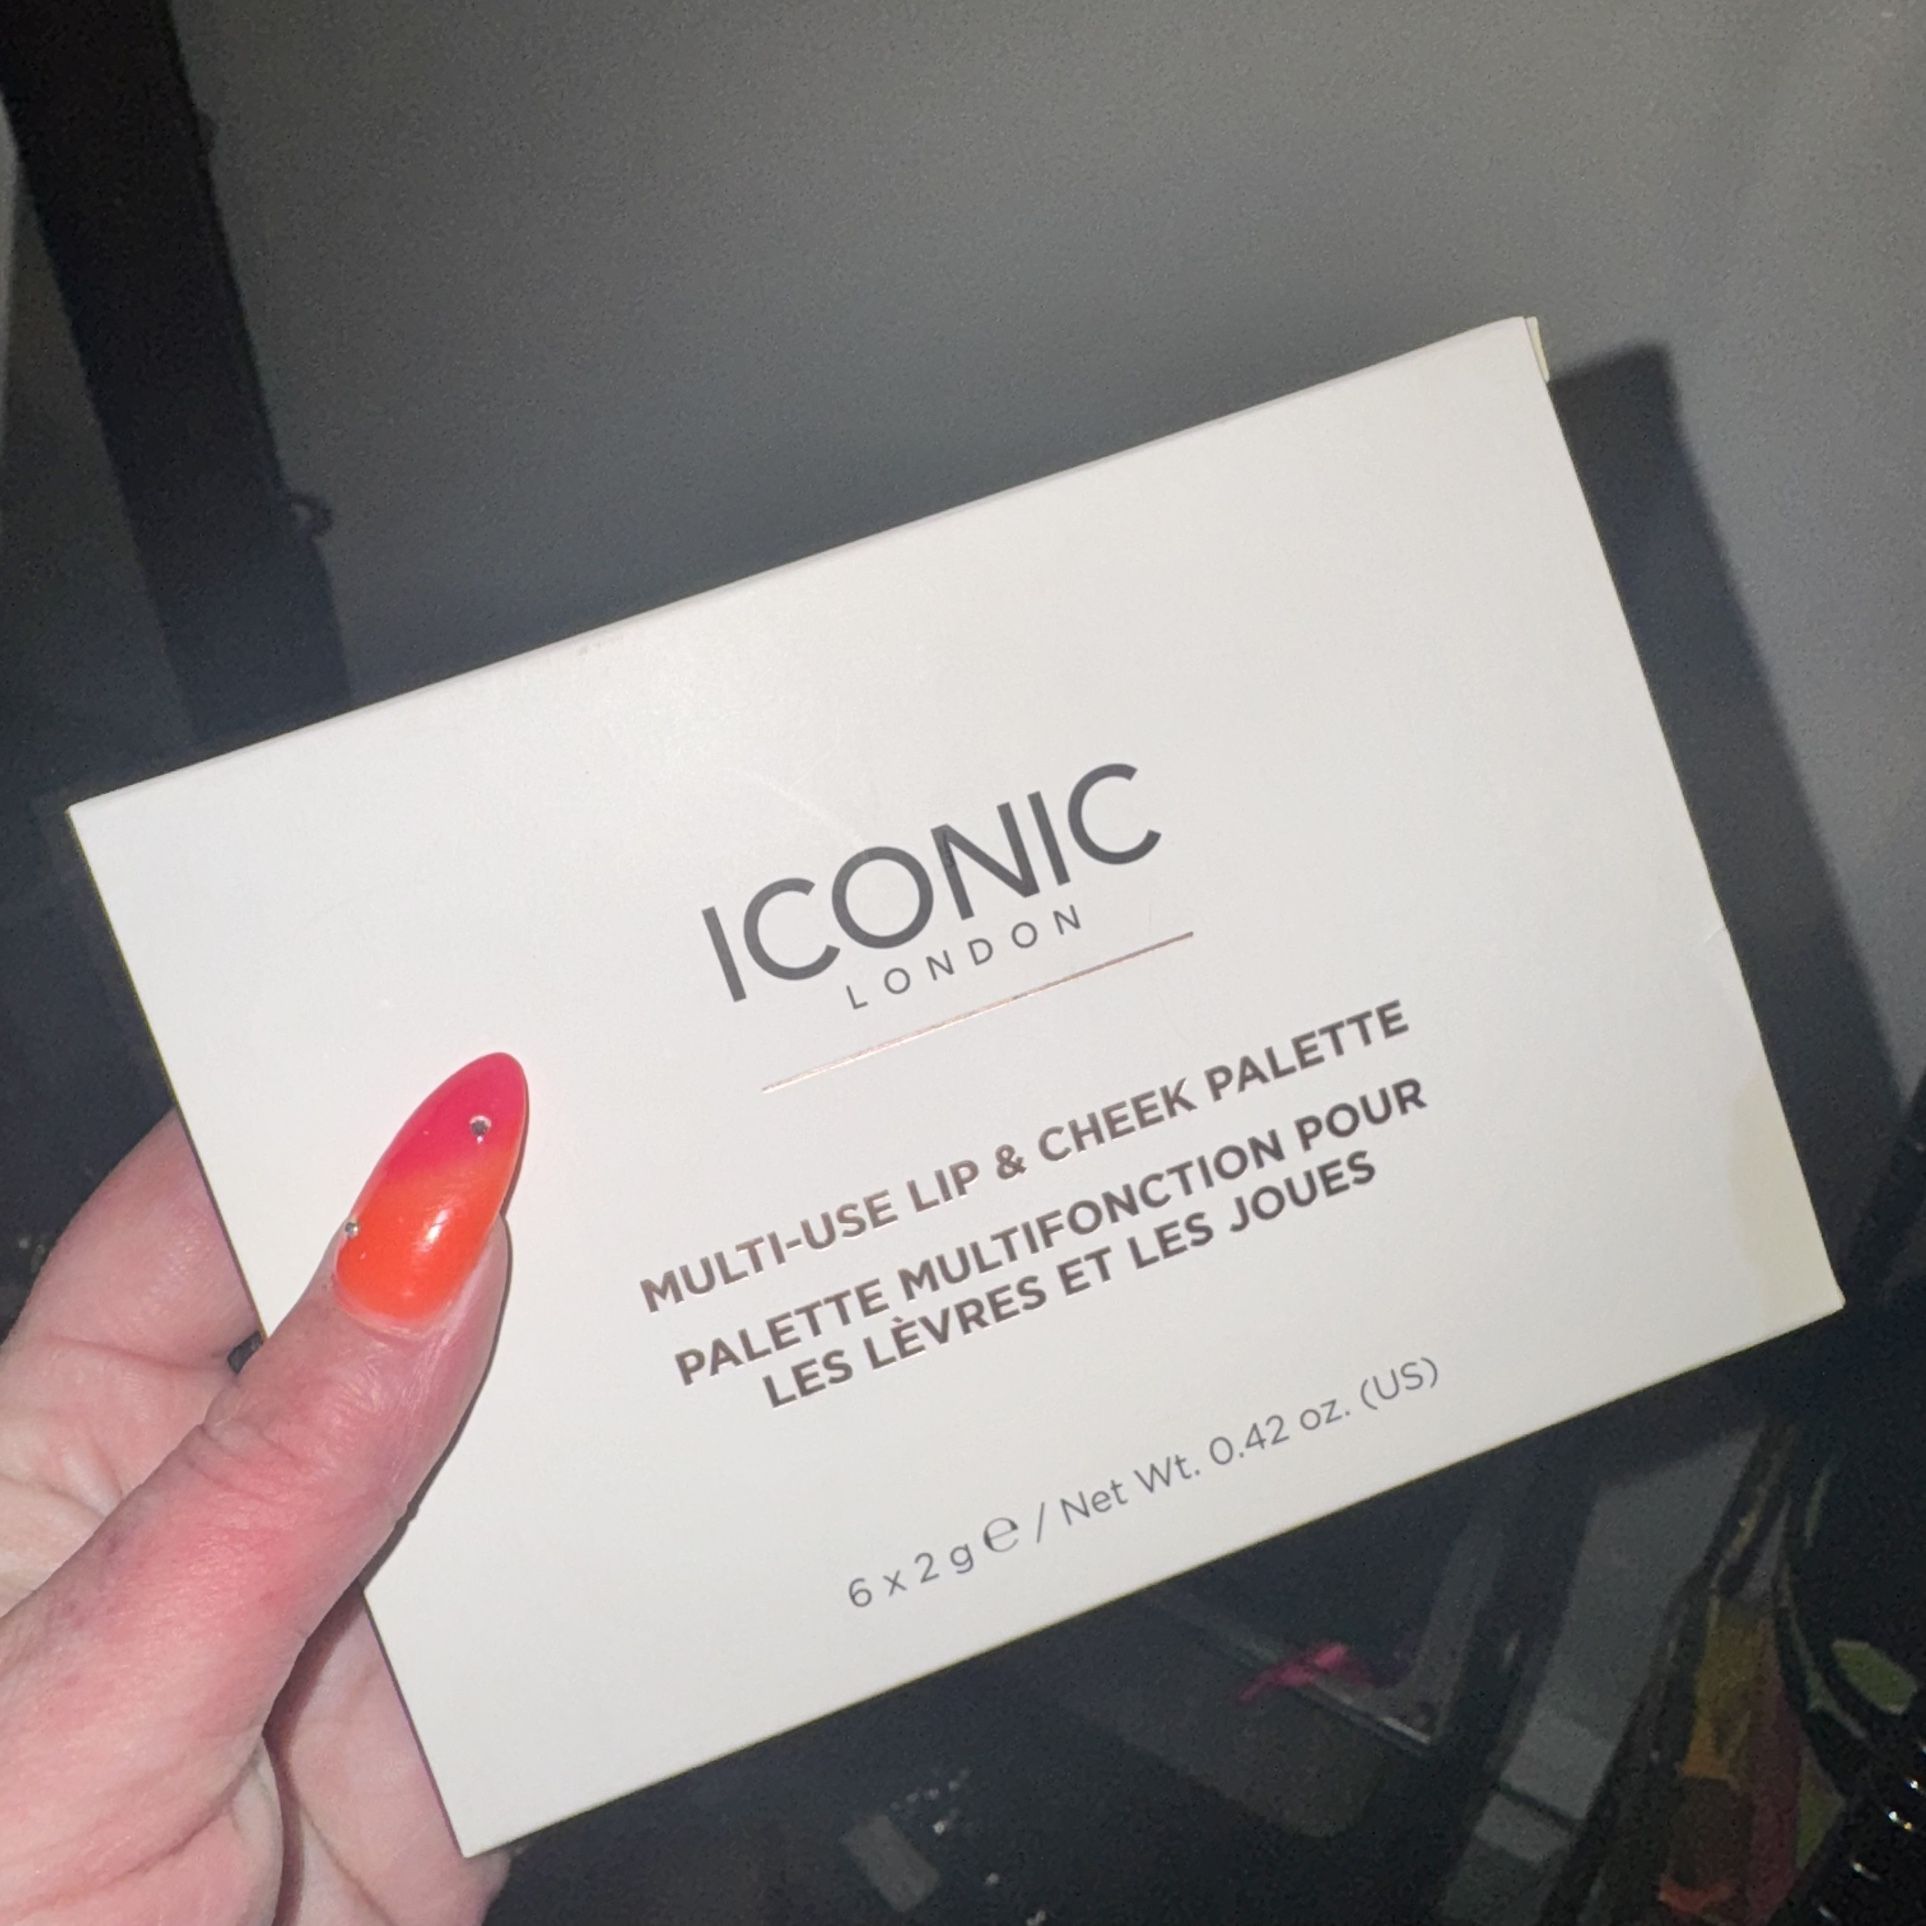 ICONIC
LONDON
MULTI-USE LIP & CHEEK PALETTE
PALETTE MULTIFONCTION POUR
LES LÈVRES ET LES JOUES
6 x 2 g ℮ / Net Wt. 0.42 oz. (US)